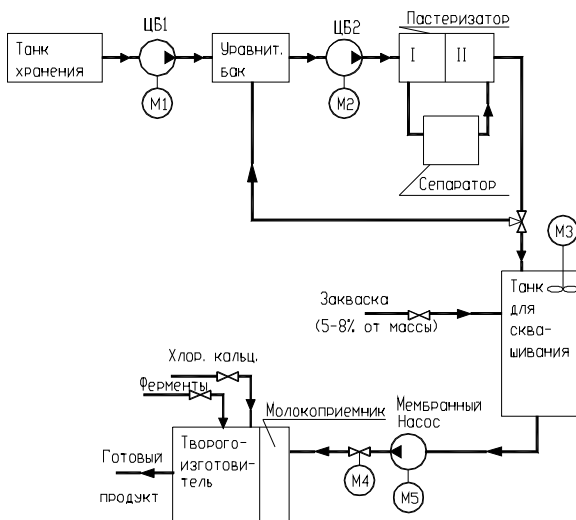 ЦБ1
ЦБ2
Пастеризатор
Танк
хранения
Уравнит.
бак
I
II
М1
М2
Сепаратор
М3
Танк
для
сква-
шивания
Закваска
(5-8% от массы)
Хлор. кальц.
Ферменты
Молокоприемник
Мембранный
Насос
Творого-
изготови-
тель
Готовый
продукт
М4
М5